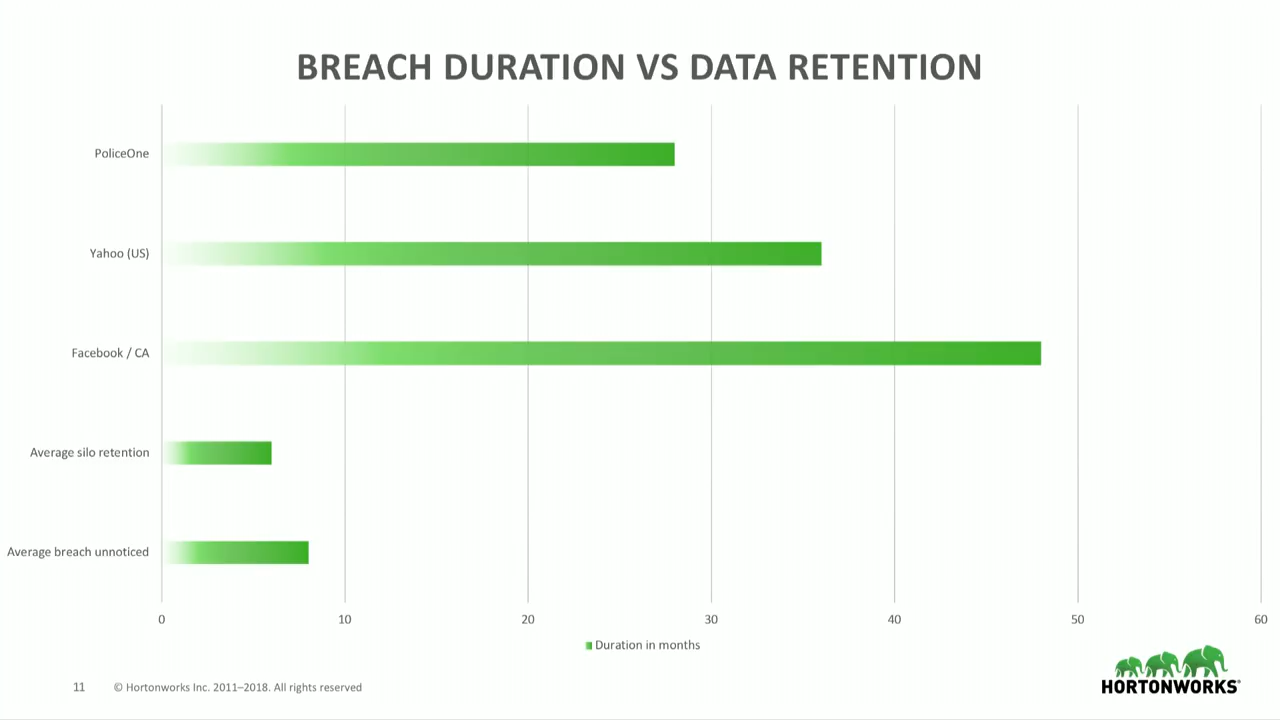 BREACH DURATION VS DATA RETENTION
PoliceOne
Yahoo (US)
Facebook / CA
Average silo retention
Average breach unnoticed
0 10 20 30 40 50 60
Duration in months
11 © Hortonworks Inc. 2011–2018. All rights reserved
HORTONWORKS®